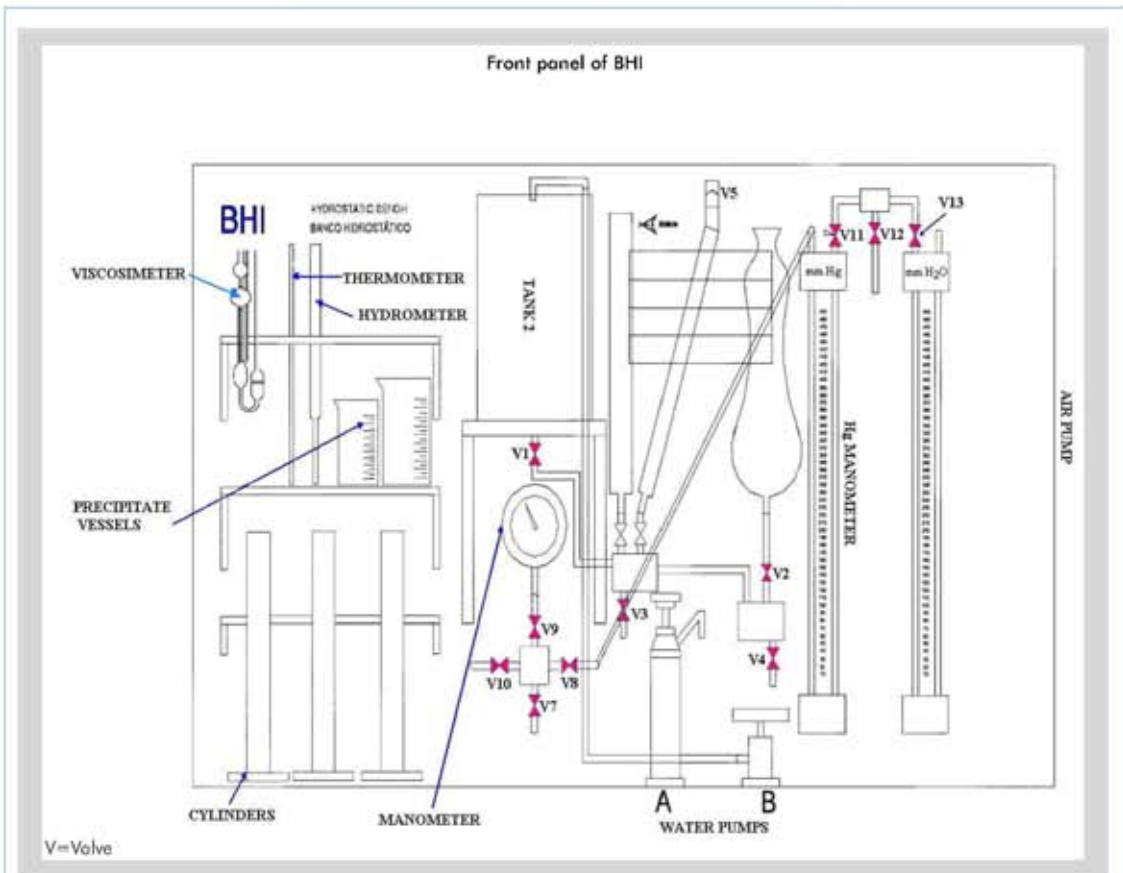 Front panel of BHI
BHI
HYDROSTATIC BENCH
BANCO HIDROSTÁTICO
VISCOSIMETER
THERMOMETER
HYDROMETER
TANK 2
V5
V11
V12
V13
mm Hg
mm H2O
Hg MANOMETER
AIR PUMP
V1
PRECIPITATE
VESSELS
V2
V3
V9
V4
V10
V8
V7
A
B
CYLINDERS
MANOMETER
WATER PUMPS
V=Valve